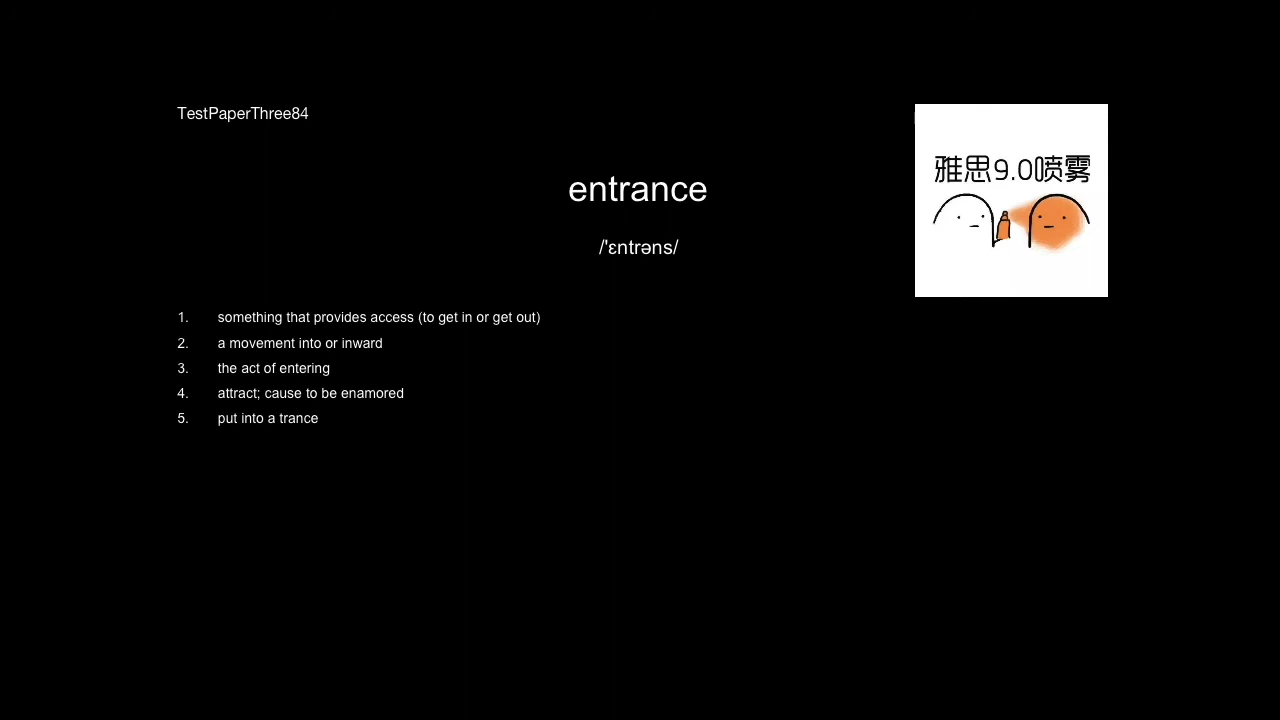 TestPaperThree84
雅思9.0喷雾
entrance
/'ɛntrəns/
1. something that provides access (to get in or get out)
2. a movement into or inward
3. the act of entering
4. attract; cause to be enamored
5. put into a trance